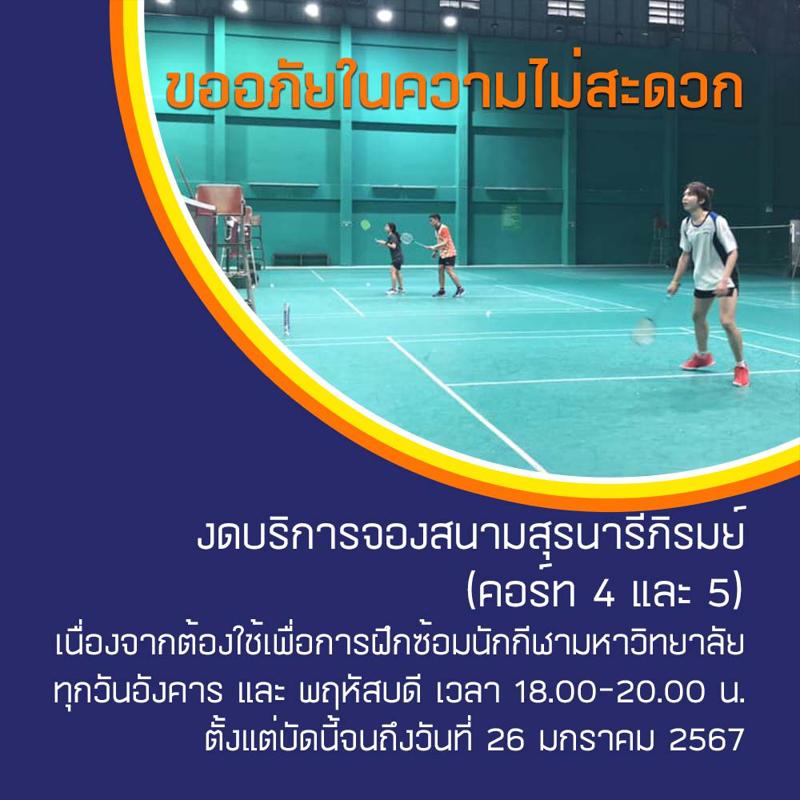 ขออภัยในความไม่สะดวก
งดบริการจองสนามสุรนารีภิรมย์
(คอร์ท 4 และ 5)
เนื่องจากต้องใช้เพื่อการฝึกซ้อมนักกีฬามหาวิทยาลัย
ทุกวันอังคาร และ พฤหัสบดี เวลา 18.00-20.00 น.
ตั้งแต่บัดนี้จนถึงวันที่ 26 มกราคม 2567